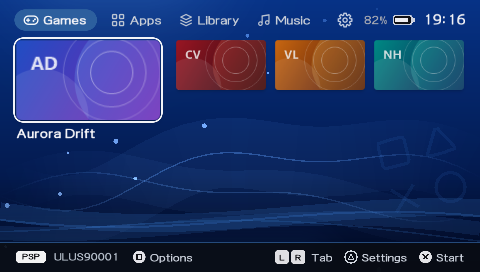 Games Apps Library Music 82% 19:16
AD CV VL NH
Aurora Drift
PSP ULUS90001 Options L R Tab Settings Start